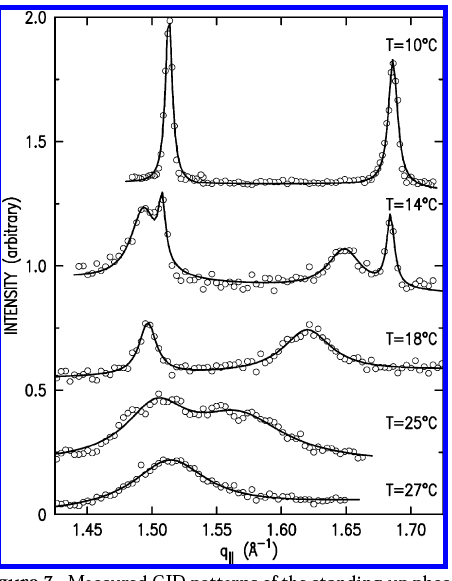 2.0
T=10°C
1.5
T=14°C
INTENSITY (arbitrary)
1.0
T=18°C
0.5
T=25°C
T=27°C
0
1.45 1.50 1.55 1.60 1.65 1.70
q|| (Å⁻¹)
Measured GID patterns of the standing-up phas